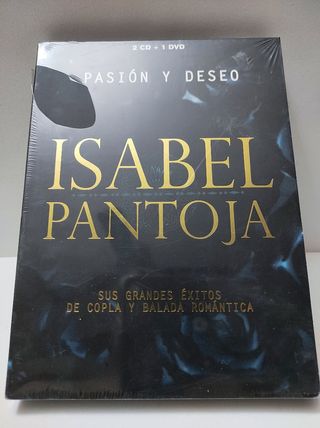 2 CD + 1 DVD
PASIÓN Y DESEO
ISABEL
PANTOJA
SUS GRANDES ÉXITOS
DE COPLA Y BALADA ROMÁNTICA